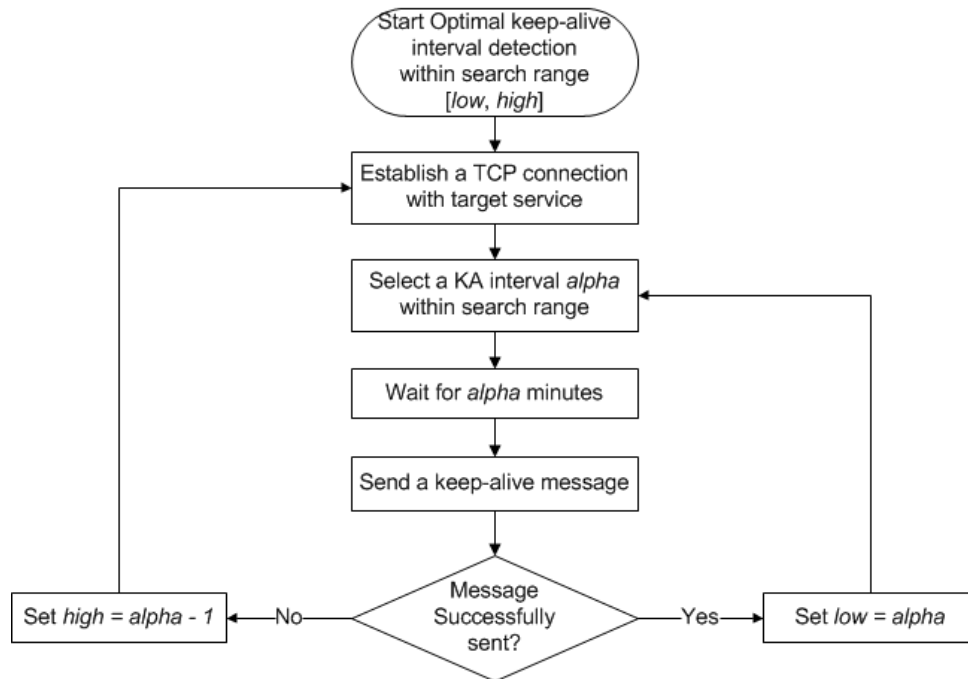 Start Optimal keep-alive
interval detection
within search range
[low, high]
Establish a TCP connection
with target service
Select a KA interval alpha
within search range
Wait for alpha minutes
Send a keep-alive message
Message
Successfully
sent?
No
Yes
Set high = alpha - 1
Set low = alpha